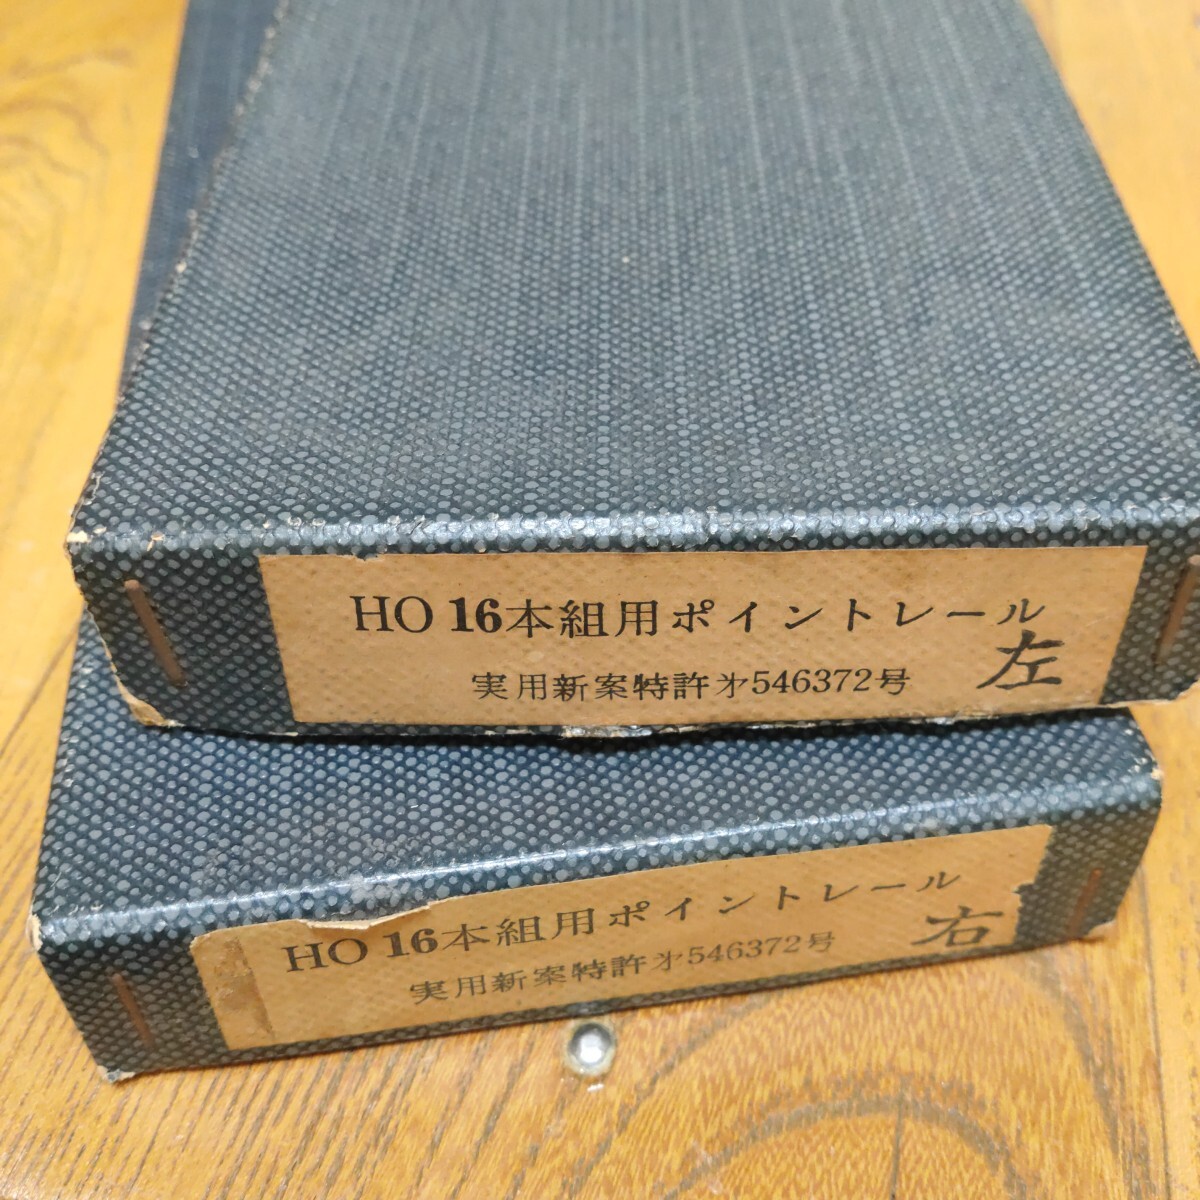 HO 16本組用ポイントレール
実用新案特許㐧546372号 左
HO 16本組用ポイントレール
実用新案特許㐧546372号 右